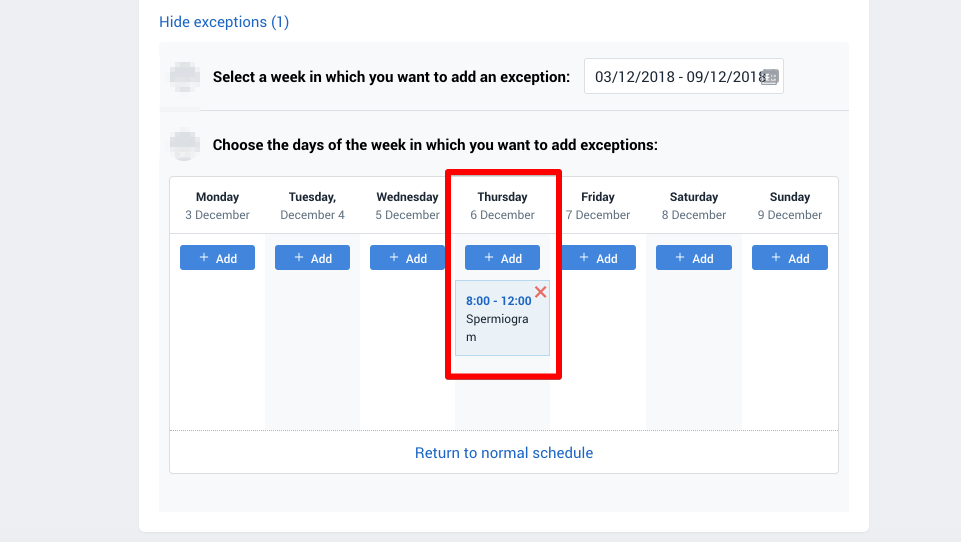 Hide exceptions (1)
Select a week in which you want to add an exception:
03/12/2018 - 09/12/2018
Choose the days of the week in which you want to add exceptions:
Monday
3 December
Tuesday,
December 4
Wednesday
5 December
Thursday
6 December
Friday
7 December
Saturday
8 December
Sunday
9 December
+ Add
+ Add
+ Add
+ Add
+ Add
+ Add
+ Add
8:00 - 12:00
Spermiogra
m
Return to normal schedule